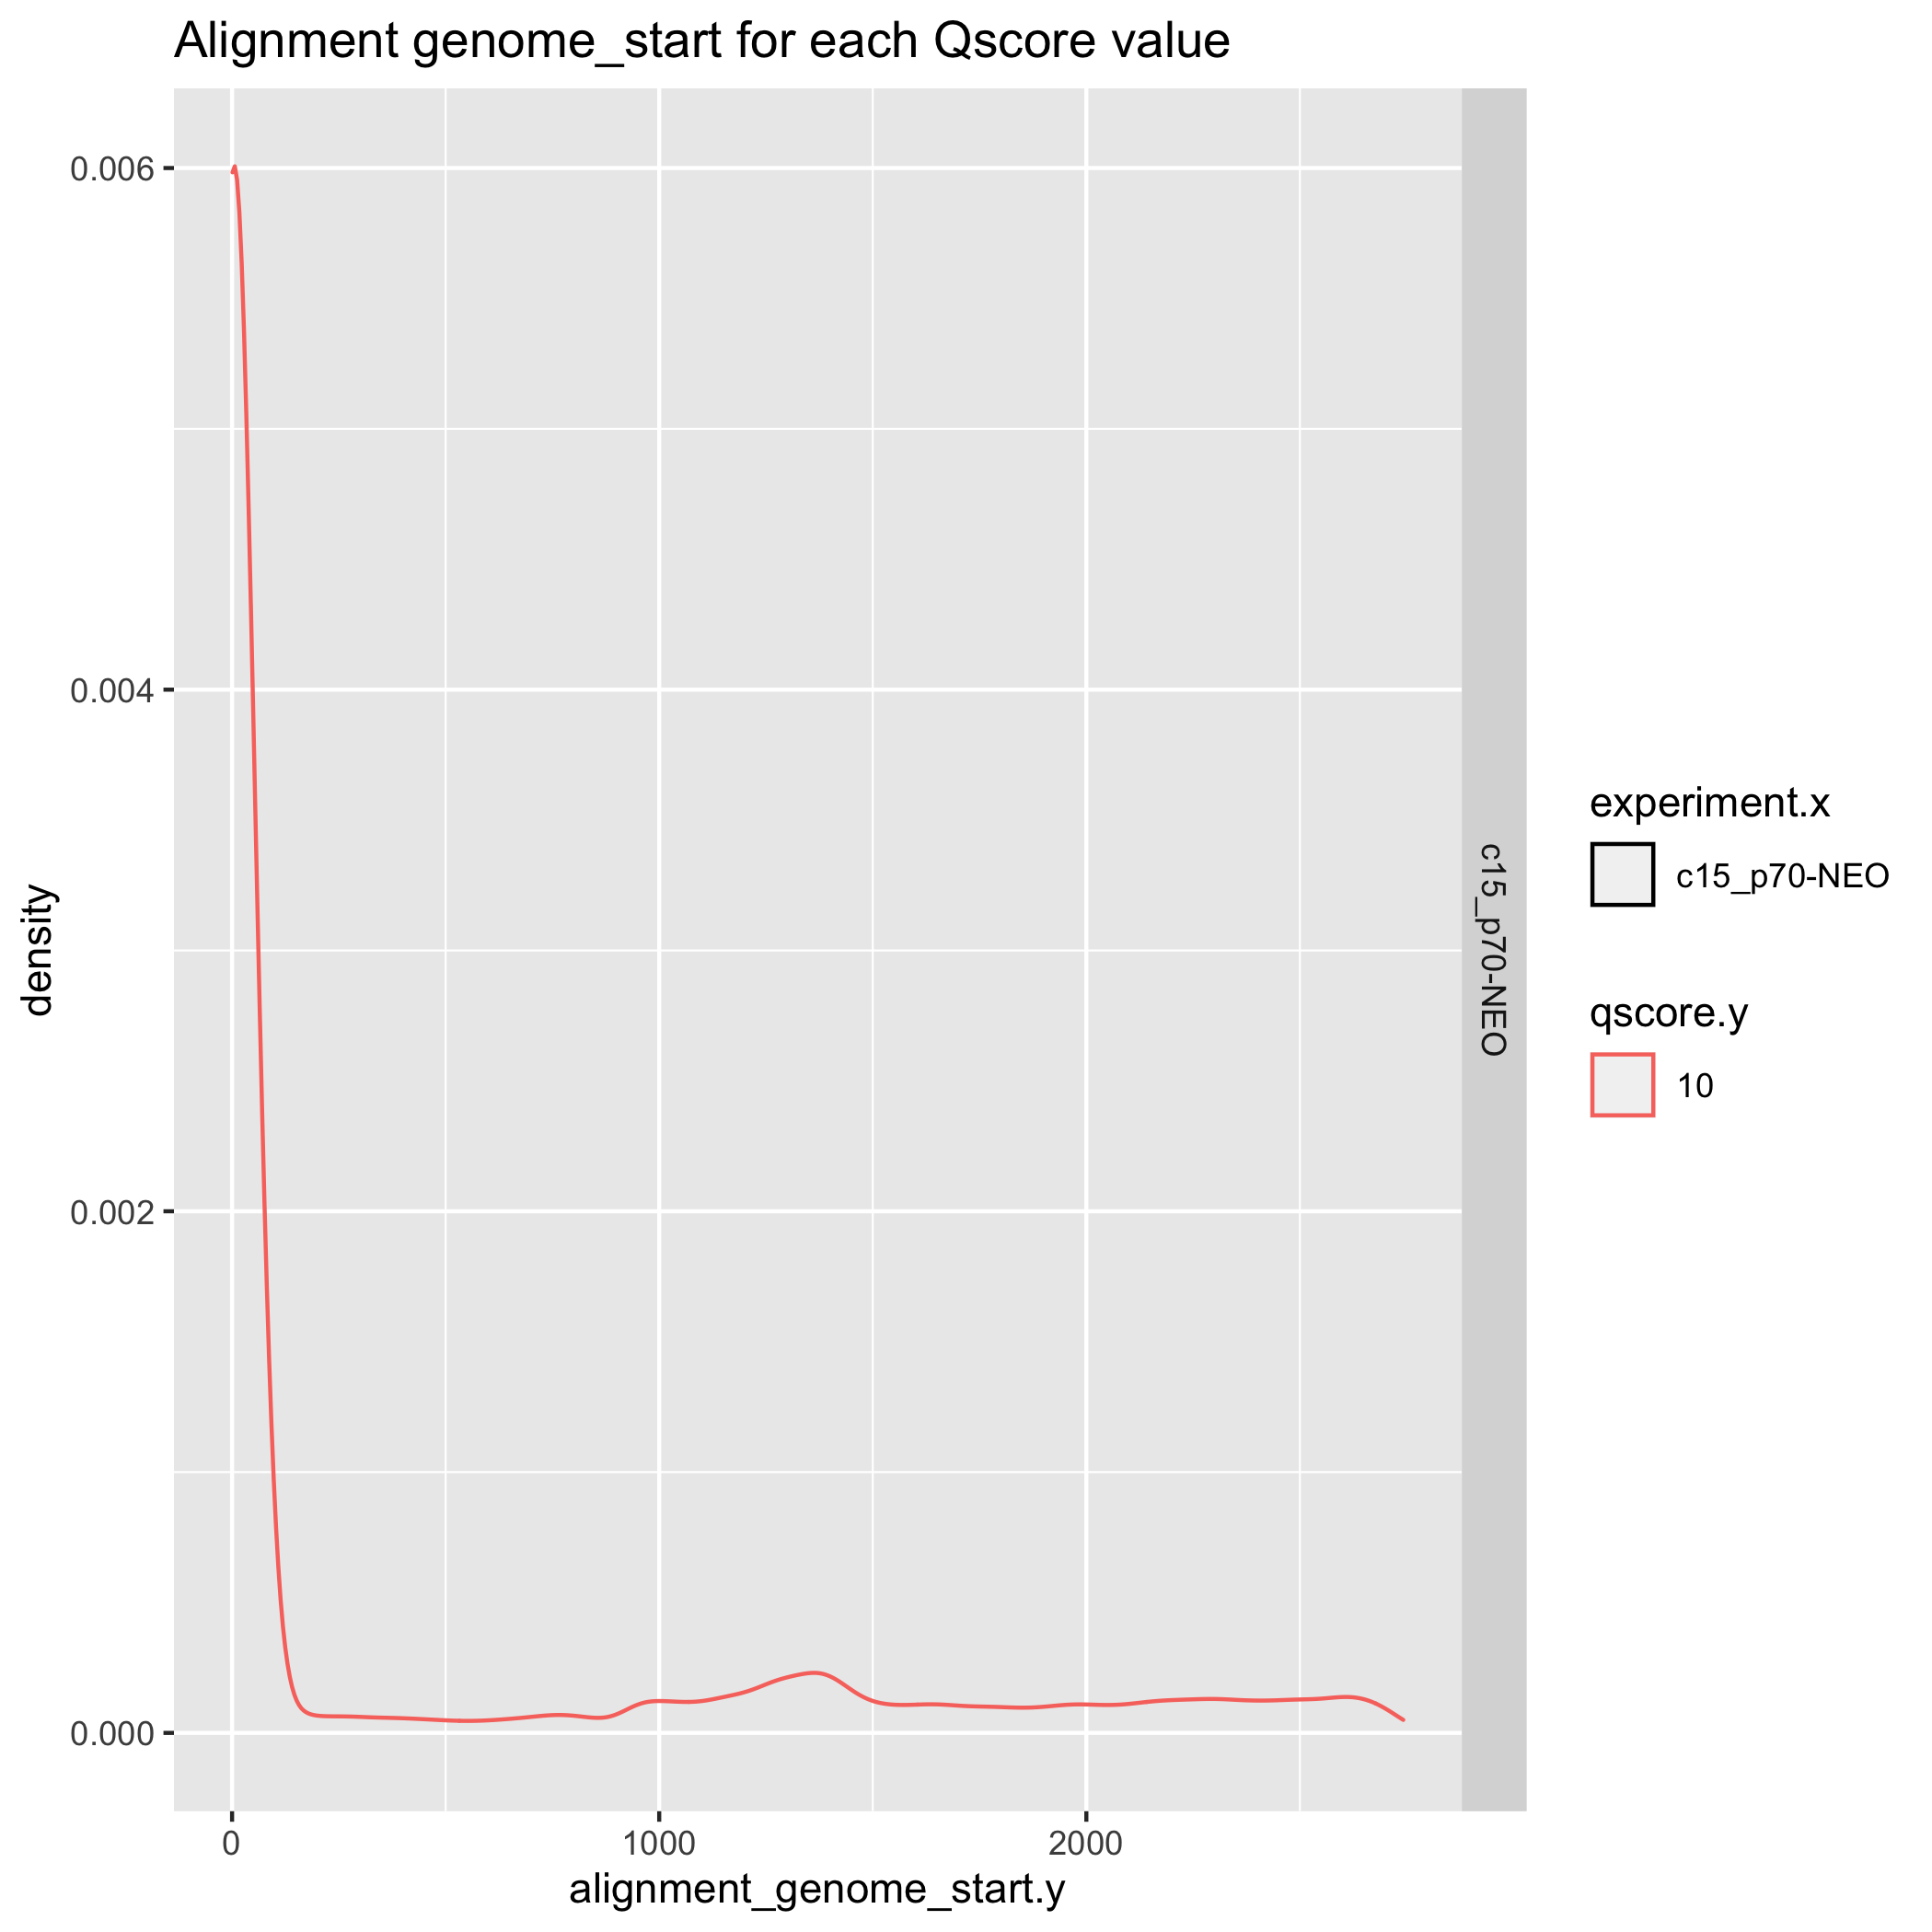 Alignment genome_start for each Qscore value
0.006
0.004
0.002
0.000
density
0
1000
2000
alignment_genome_start.y
c15_p70-NEO
experiment.x
c15_p70-NEO
qscore.y
10